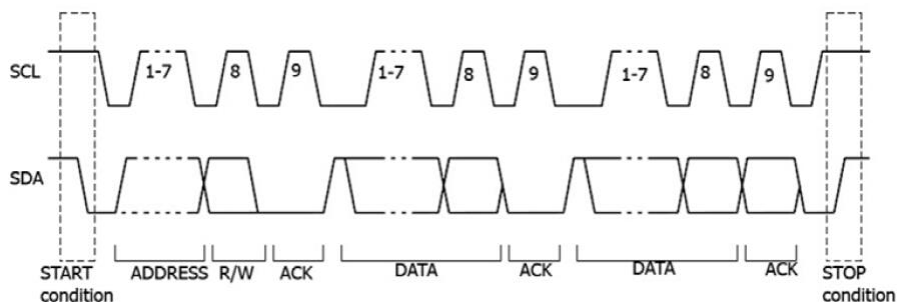 SCL 1-7 8 9 1-7 8 9 1-7 8 9
SDA
START ADDRESS R/W ACK DATA ACK DATA ACK STOP
condition condition